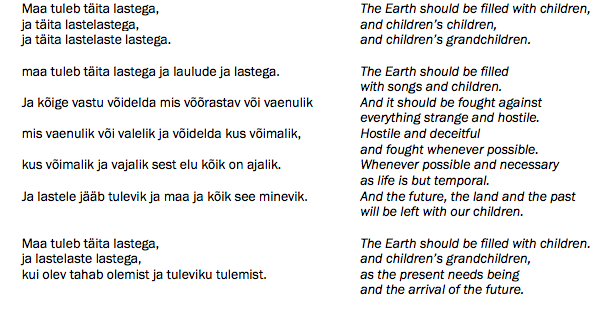 Maa tuleb täita lastega,
ja täita lastelastega,
ja täita lastelaste lastega.
maa tuleb täita lastega ja laulude ja lastega.
Ja kõige vastu võidelda mis võõrastav või vaenulik
mis vaenulik või valelik ja võidelda kus võimalik,
kus võimalik ja vajalik sest elu kõik on ajalik.
Ja lastele jääb tulevik ja maa ja kõik see minevik.
Maa tuleb täita lastega,
ja lastelaste lastega,
kui olev tahab olemist ja tuleviku tulemist.
The Earth should be filled with children,
and children’s children,
and children’s grandchildren.
The Earth should be filled
with songs and children.
And it should be fought against
everything strange and hostile.
Hostile and deceitful
and fought whenever possible.
Whenever possible and necessary
as life is but temporal.
And the future, the land and the past
will be left with our children.
The Earth should be filled with children.
and children’s grandchildren,
as the present needs being
and the arrival of the future.